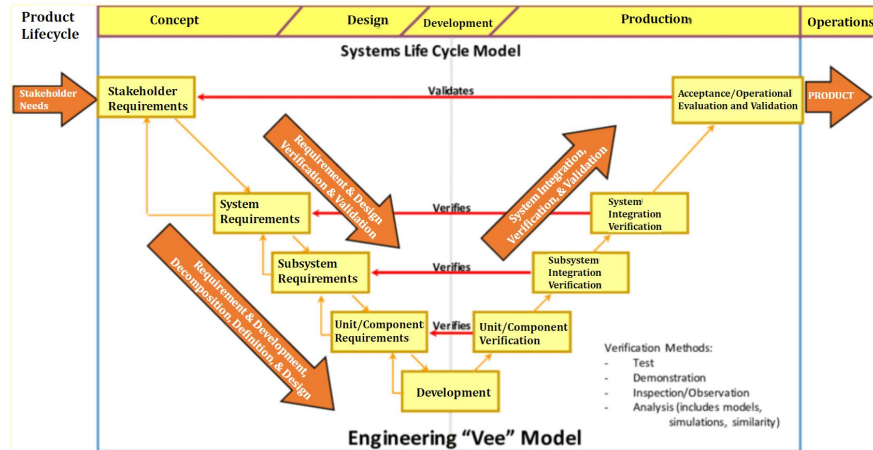 Product
Lifecycle
Concept
Design
Development
Production
Operations
Systems Life Cycle Model
Stakeholder
Needs
Stakeholder
Requirements
Validates
Acceptance/Operational
Evaluation and Validation
PRODUCT
Requirement & Design
Verification & Validation
System Integration,
Verification, & Validation
System
Requirements
Verifies
System
Integration
Verification
Requirement & Development,
Decomposition, Definition, & Design
Subsystem
Requirements
Verifies
Subsystem
Integration
Verification
Unit/Component
Requirements
Verifies
Unit/Component
Verification
Development
Verification Methods:
- Test
- Demonstration
- Inspection/Observation
- Analysis (includes models,
simulations, similarity)
Engineering “Vee” Model